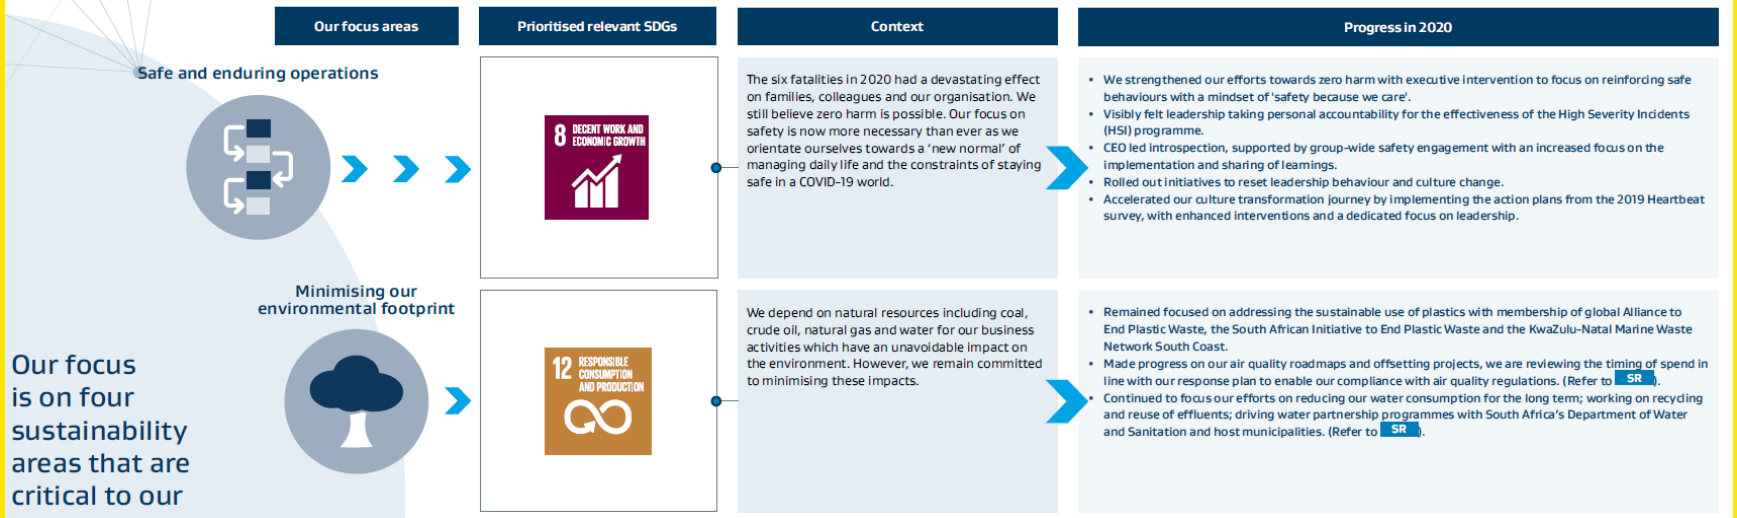 Our focus areas
Prioritised relevant SDGs
Context
Progress in 2020
Safe and enduring operations
8 DECENT WORK AND
ECONOMIC GROWTH
The six fatalities in 2020 had a devastating effect
on families, colleagues and our organisation. We
still believe zero harm is possible. Our focus on
safety is now more necessary than ever as we
orientate ourselves towards a ‘new normal’ of
managing daily life and the constraints of staying
safe in a COVID-19 world.
• We strengthened our efforts towards zero harm with executive intervention to focus on reinforcing safe
behaviours with a mindset of 'safety because we care'.
• Visibly felt leadership taking personal accountability for the effectiveness of the High Severity Incidents
(HSI) programme.
• CEO led introspection, supported by group-wide safety engagement with an increased focus on the
implementation and sharing of learnings.
• Rolled out initiatives to reset leadership behaviour and culture change.
• Accelerated our culture transformation journey by implementing the action plans from the 2019 Heartbeat
survey, with enhanced interventions and a dedicated focus on leadership.
Minimising our
environmental footprint
12 RESPONSIBLE
CONSUMPTION
AND PRODUCTION
We depend on natural resources including coal,
crude oil, natural gas and water for our business
activities which have an unavoidable impact on
the environment. However, we remain committed
to minimising these impacts.
• Remained focused on addressing the sustainable use of plastics with membership of global Alliance to
End Plastic Waste, the South African Initiative to End Plastic Waste and the KwaZulu-Natal Marine Waste
Network South Coast.
• Made progress on our air quality roadmaps and offsetting projects, we are reviewing the timing of spend in
line with our response plan to enable our compliance with air quality regulations. (Refer to SR ).
• Continued to focus our efforts on reducing our water consumption for the long term; working on recycling
and reuse of effluents; driving water partnership programmes with South Africa’s Department of Water
and Sanitation and host municipalities. (Refer to SR ).
Our focus
is on four
sustainability
areas that are
critical to our